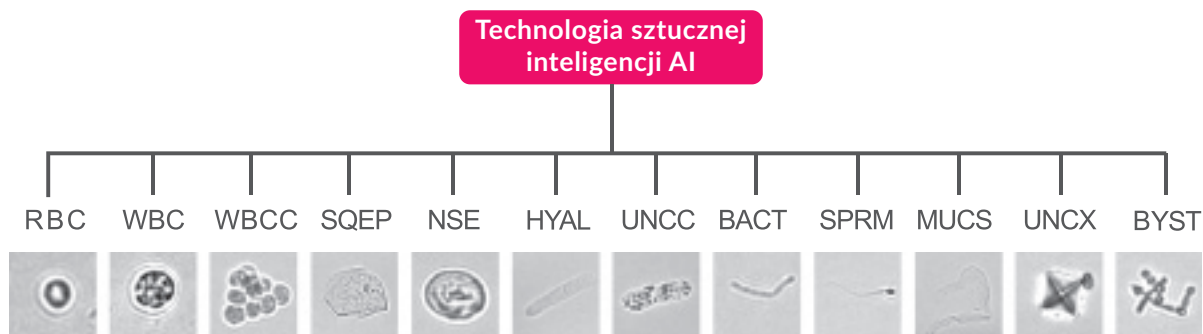 Technologia sztucznej
inteligencji AI
RBC WBC WBCC SQEP NSE HYAL UNCC BACT SPRM MUCS UNCX BYST